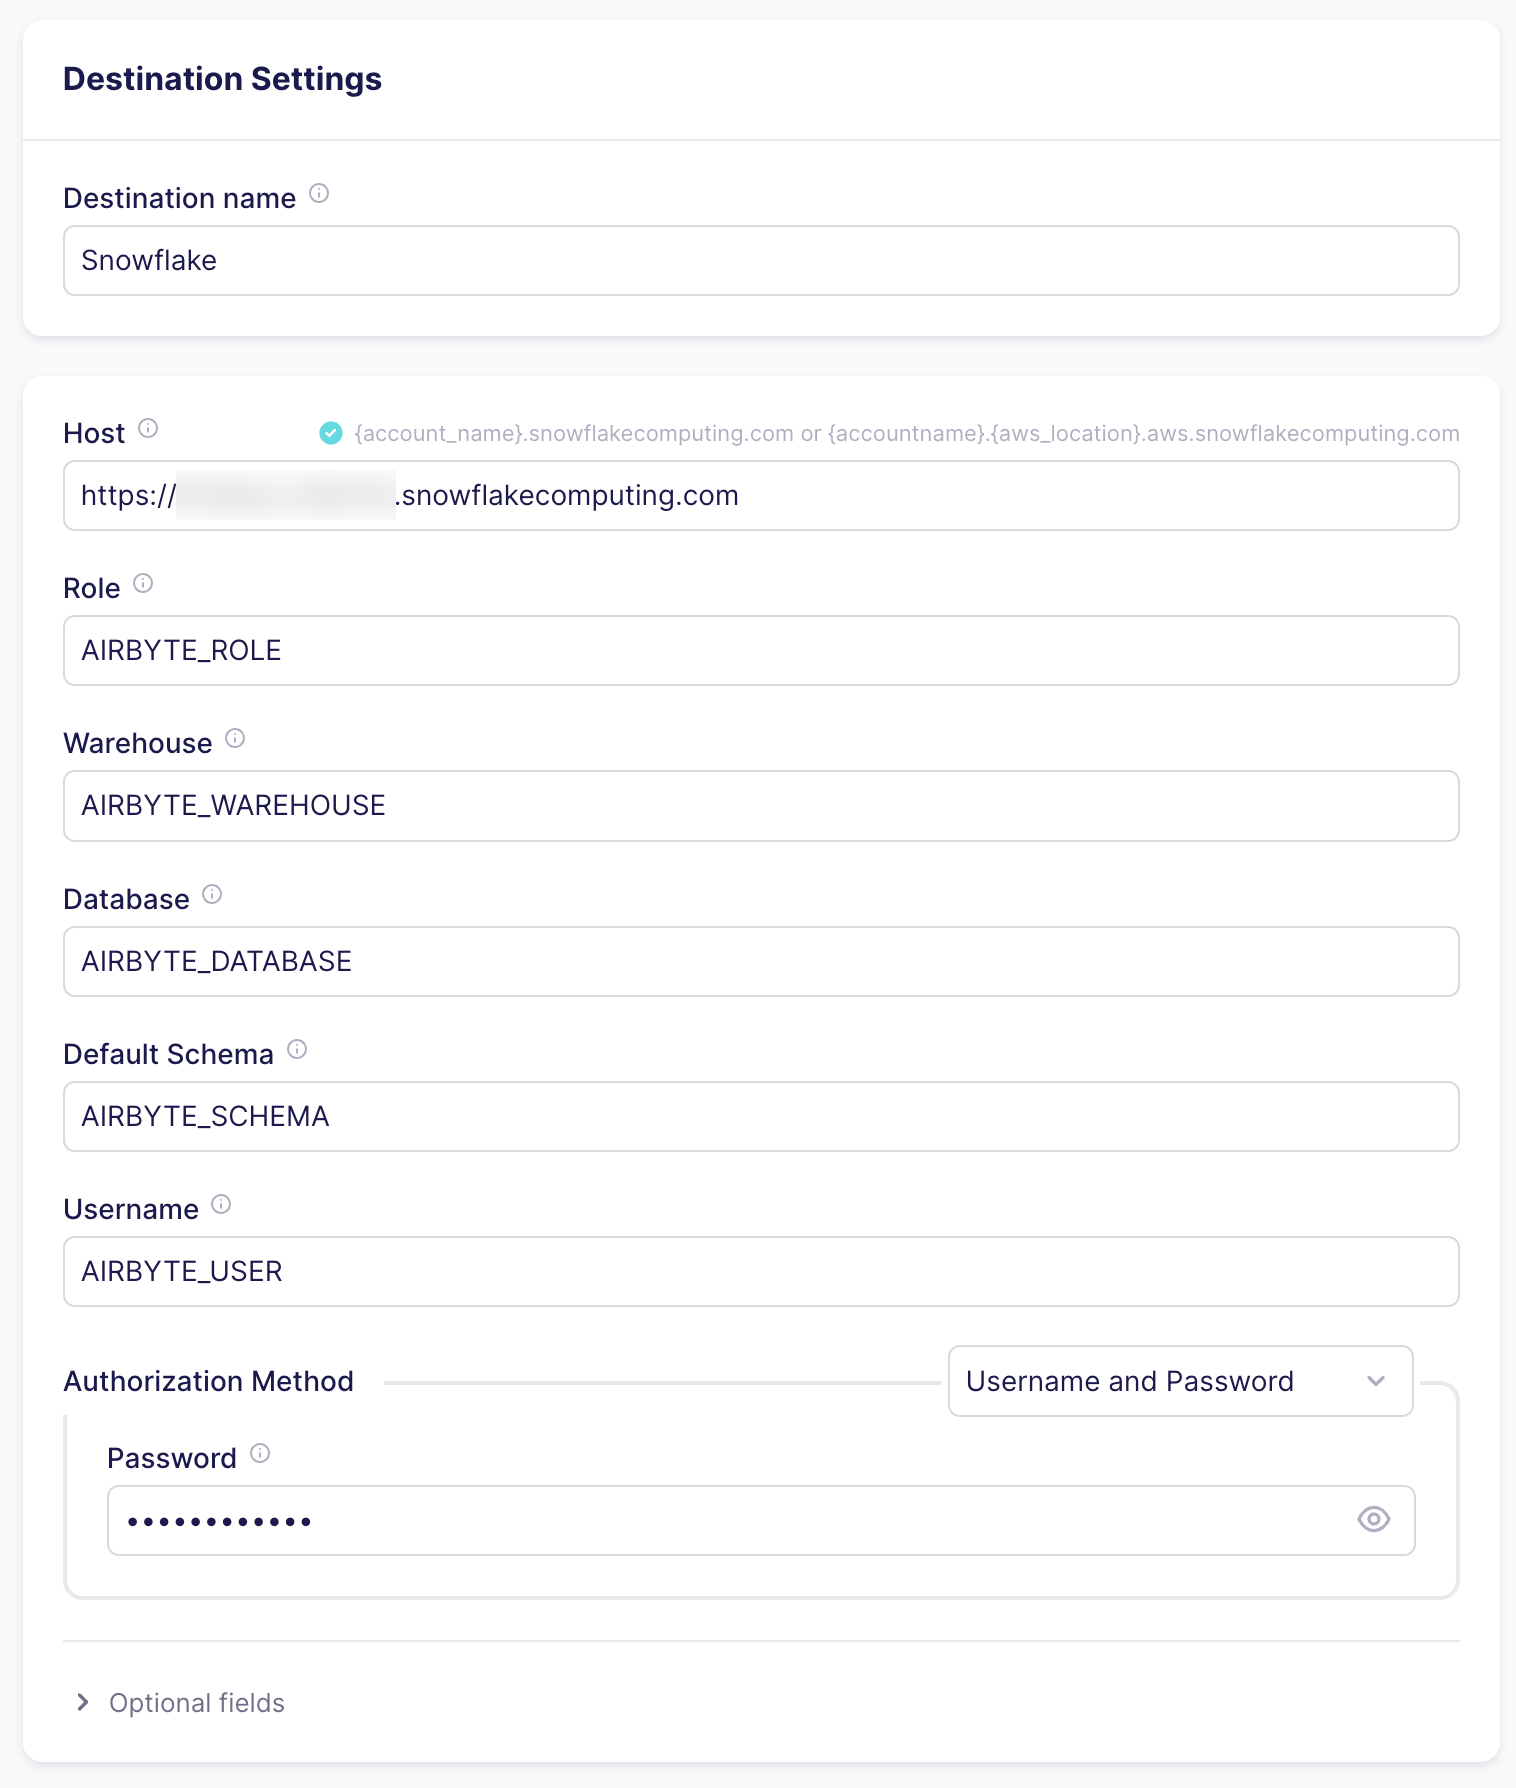 Destination Settings
Destination name
Snowflake
Host
{account_name}.snowflakecomputing.com or {accountname}.{aws_location}.aws.snowflakecomputing.com
https:// .snowflakecomputing.com
Role
AIRBYTE_ROLE
Warehouse
AIRBYTE_WAREHOUSE
Database
AIRBYTE_DATABASE
Default Schema
AIRBYTE_SCHEMA
Username
AIRBYTE_USER
Authorization Method
Username and Password
Password
••••••••••••
Optional fields